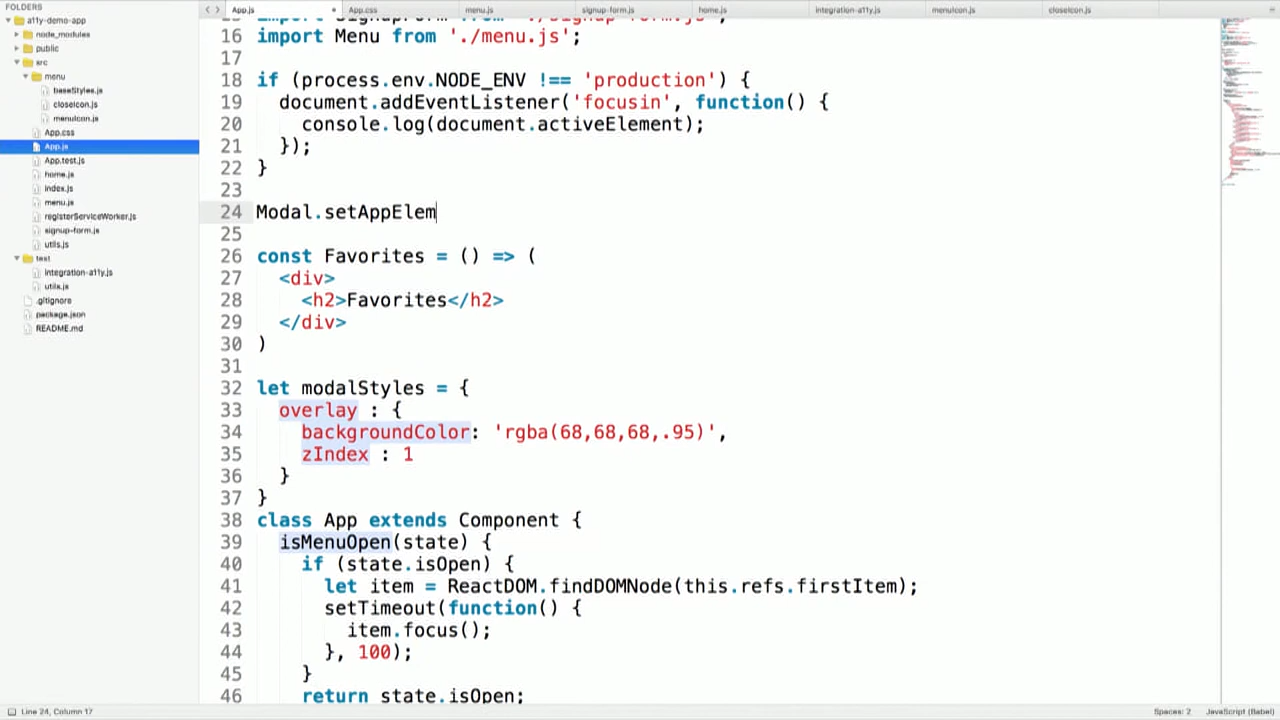 FOLDERS
a11y-demo-app
node_modules
public
src
menu
baseStyles.js
closeIcon.js
menuIcon.js
App.css
App.js
App.test.js
home.js
index.js
menu.js
registerServiceWorker.js
signup-form.js
utils.js
test
integration-a11y.js
utils.js
.gitignore
package.json
README.md
App.js App.css menu.js signup-form.js home.js integration-a11y.js menuIcon.js closeIcon.js
16 import Menu from './menu.js';
17
18 if (process.env.NODE_ENV !== 'production') {
19 document.addEventListener('focusin', function() {
20 console.log(document.activeElement);
21 });
22 }
23
24 Modal.setAppElem
25
26 const Favorites = () => (
27 <div>
28 <h2>Favorites</h2>
29 </div>
30 )
31
32 let modalStyles = {
33 overlay : {
34 backgroundColor: 'rgba(68,68,68,.95)',
35 zIndex : 1
36 }
37 }
38 class App extends Component {
39 isMenuOpen(state) {
40 if (state.isOpen) {
41 let item = ReactDOM.findDOMNode(this.refs.firstItem);
42 setTimeout(function() {
43 item.focus();
44 }, 100);
45 }
46 return state.isOpen;
Line 24, Column 17 Spaces: 2 JavaScript (Babel)